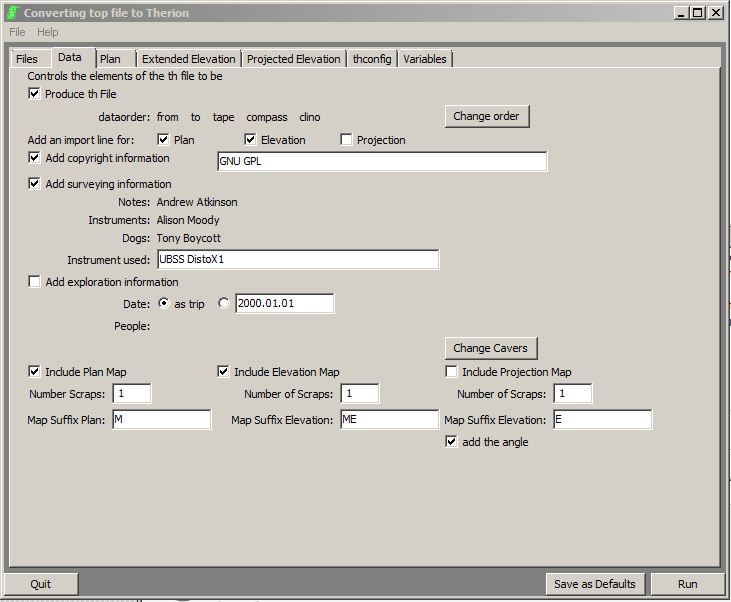 Converting top file to Therion
File Help
Files Data Plan Extended Elevation Projected Elevation thconfig Variables
Controls the elements of the th file to be
Produce th File
dataorder: from to tape compass clino Change order
Add an import line for: Plan Elevation Projection
Add copyright information GNU GPL
Add surveying information
Notes: Andrew Atkinson
Instruments: Alison Moody
Dogs: Tony Boycott
Instrument used: UBSS DistoX1
Add exploration information
Date: as trip 2000.01.01
People:
Change Cavers
Include Plan Map Include Elevation Map Include Projection Map
Number Scraps: 1 Number of Scraps: 1 Number of Scraps: 1
Map Suffix Plan: M Map Suffix Elevation: ME Map Suffix Elevation: E
add the angle
Quit Save as Defaults Run